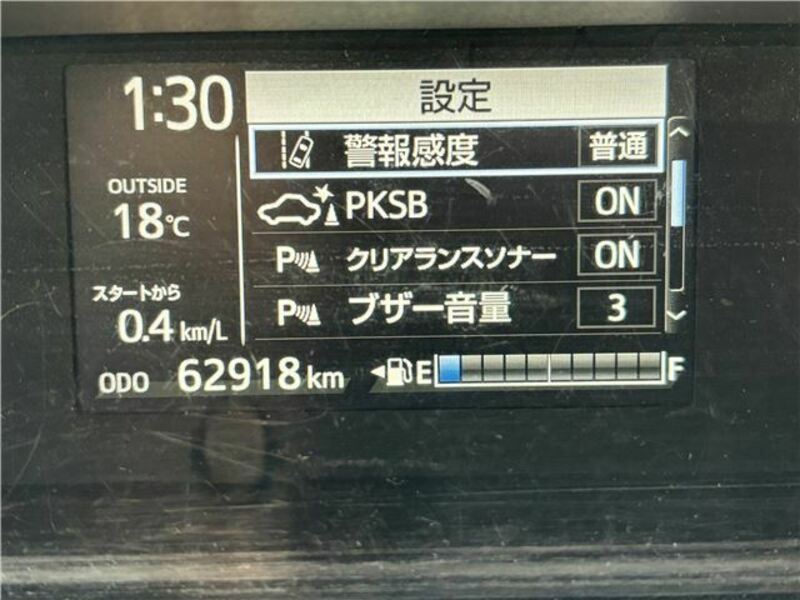 1:30
設定
警報感度 普通
OUTSIDE
18℃
PKSB ON
P クリアランスソナー ON
スタートから
0.4 km/L
P ブザー音量 3
ODO 62918 km
E F